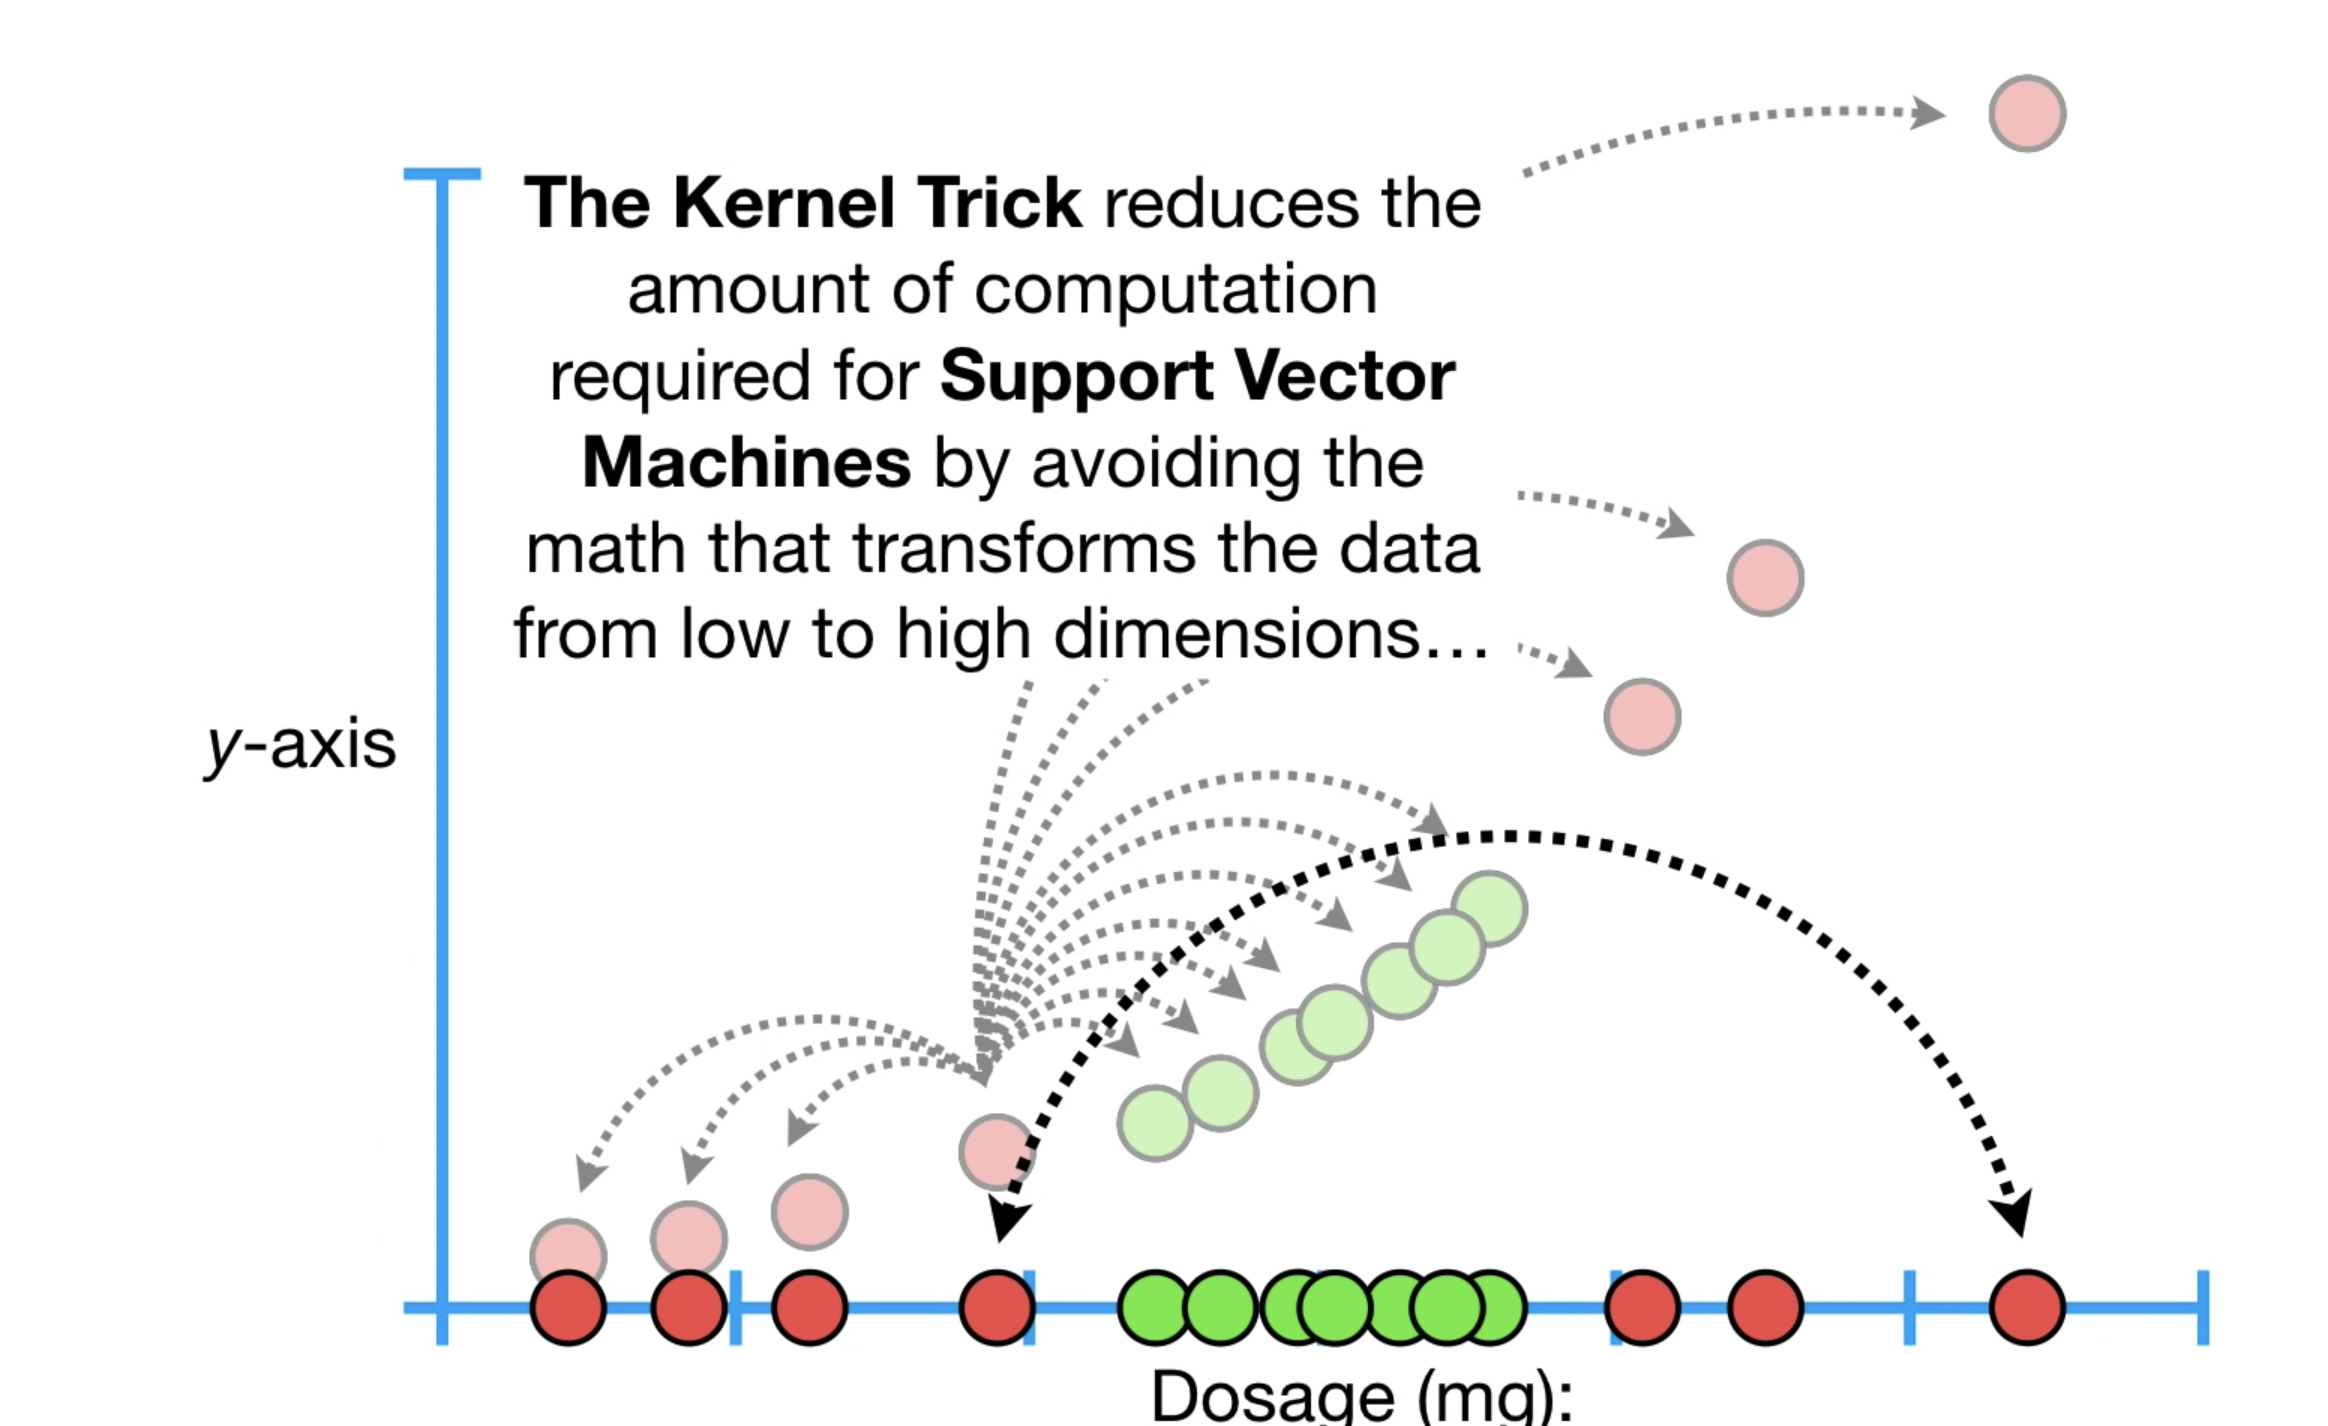 The Kernel Trick reduces the
amount of computation
required for Support Vector
Machines by avoiding the
math that transforms the data
from low to high dimensions…
y-axis
Dosage (mg):